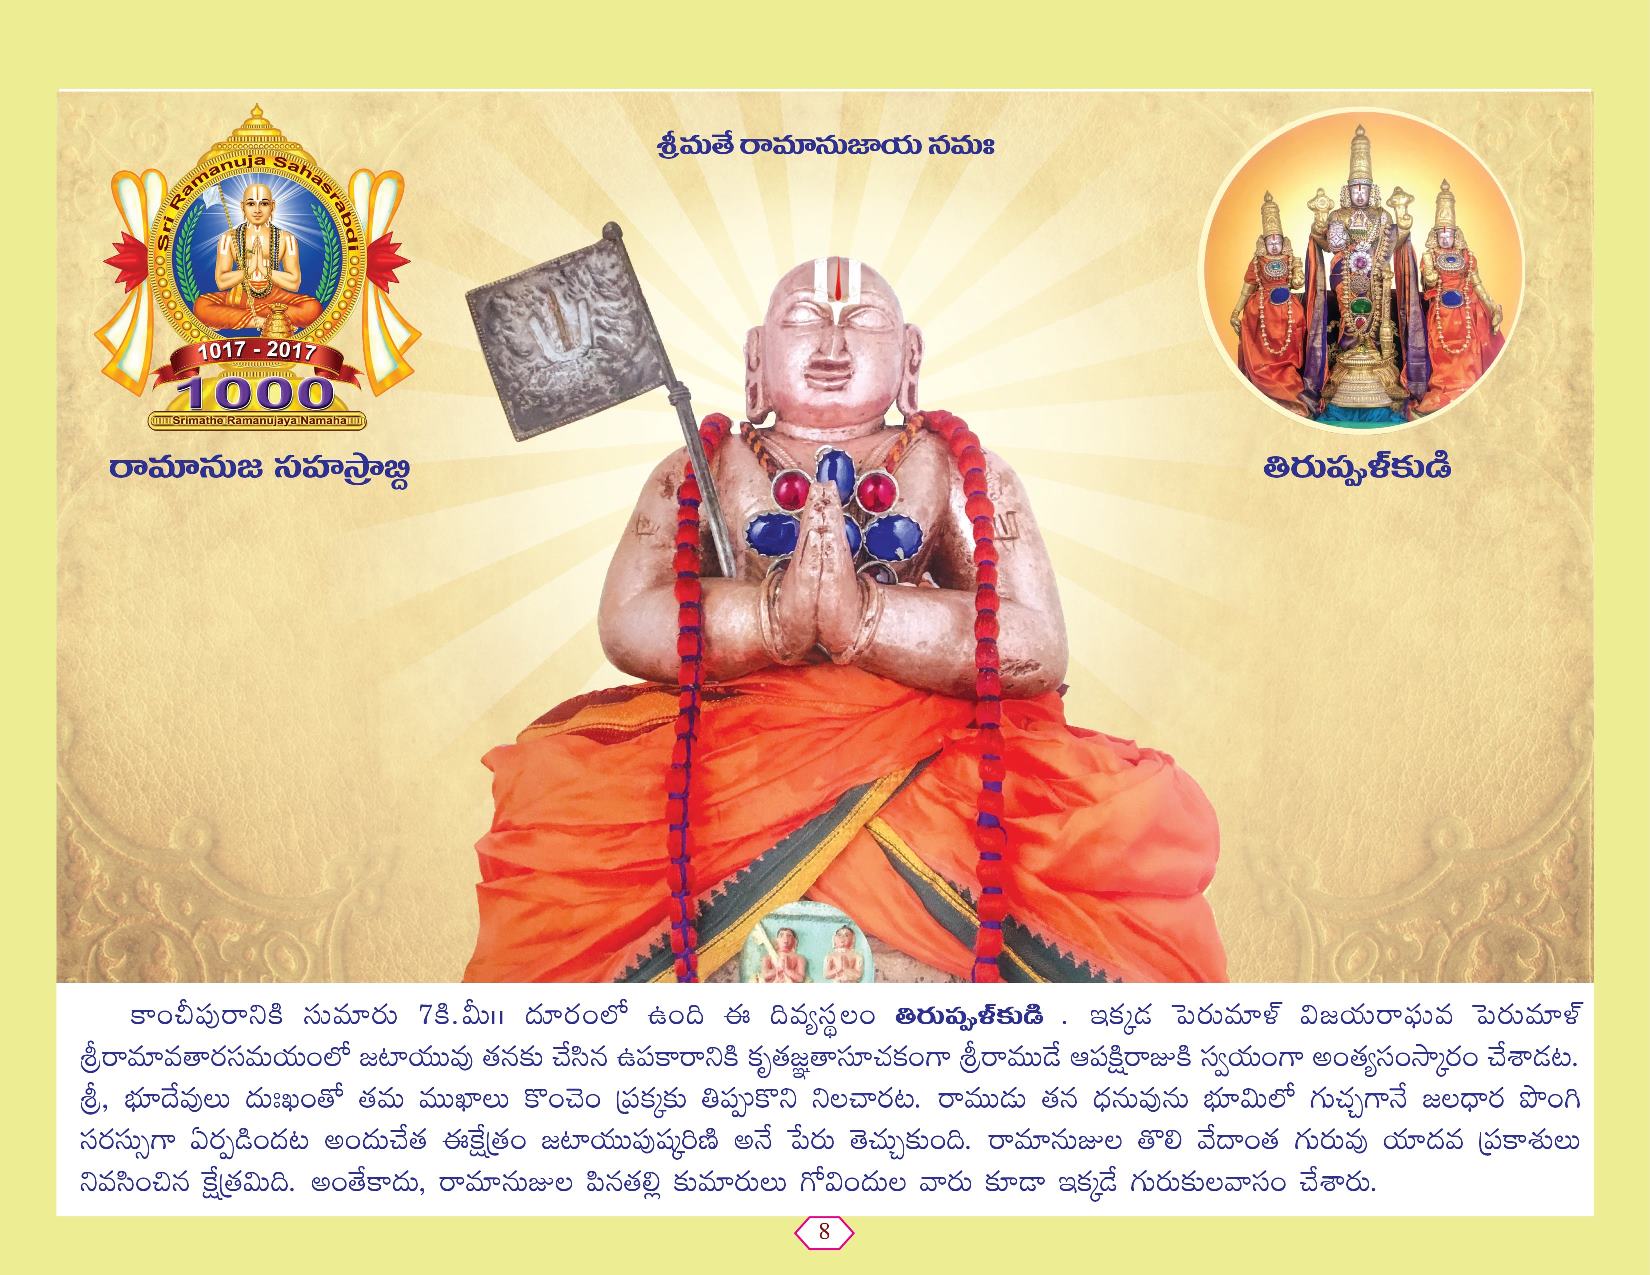 శ్రీమతే రామానుజాయ నమః
Sri Ramanuja Sahasrabdi
1017 - 2017
1000
Srimathe Ramanujaya Namaha
రామానుజ సహస్రాబ్ది
తిరుప్పుళ్‌కుడి
కాంచీపురానికి సుమారు 7కి.మీ॥ దూరంలో ఉంది ఈ దివ్యస్థలం తిరుప్పుళ్‌కుడి . ఇక్కడ పెరుమాళ్ విజయరాఘవ పెరుమాళ్
శ్రీరామావతారసమయంలో జటాయువు తనకు చేసిన ఉపకారానికి కృతజ్ఞతాసూచకంగా శ్రీరాముడే ఆపక్షిరాజుకి స్వయంగా అంత్యసంస్కారం చేశాడట.
శ్రీ, భూదేవులు దుఃఖంతో తమ ముఖాలు కొంచెం ప్రక్కకు తిప్పుకొని నిలచారట. రాముడు తన ధనువును భూమిలో గుచ్చగానే జలధార పొంగి
సరస్సుగా ఏర్పడిందట అందుచేత ఈక్షేత్రం జటాయుపుష్కరిణి అనే పేరు తెచ్చుకుంది. రామానుజుల తొలి వేదాంత గురువు యాదవ ప్రకాశులు
నివసించిన క్షేత్రమిది. అంతేకాదు, రామానుజుల పినతల్లి కుమారులు గోవిందుల వారు కూడా ఇక్కడే గురుకులవాసం చేశారు.
8